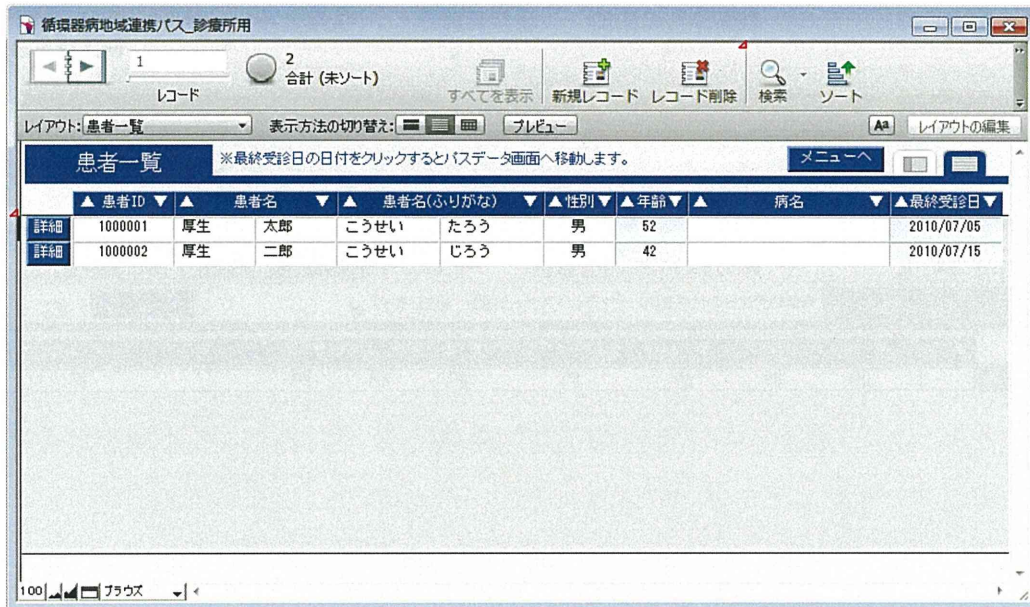 循環器病地域連携パス_診療所用
1
レコード
2
合計 (未ソート)
すべてを表示 新規レコード レコード削除 検索 ソート
レイアウト: 患者一覧 表示方法の切り替え: プレビュー Aa レイアウトの編集
患者一覧 ※最終受診日の日付をクリックするとパスデータ画面へ移動します。 メニューへ
▲ 患者ID ▼ ▲ 患者名 ▼ ▲ 患者名(ふりがな) ▼ ▲性別▼ ▲年齢▼ ▲ 病名 ▼ ▲最終受診日▼
詳細 1000001 厚生 太郎 こうせい たろう 男 52 2010/07/05
詳細 1000002 厚生 二郎 こうせい じろう 男 42 2010/07/15
100 ブラウズ